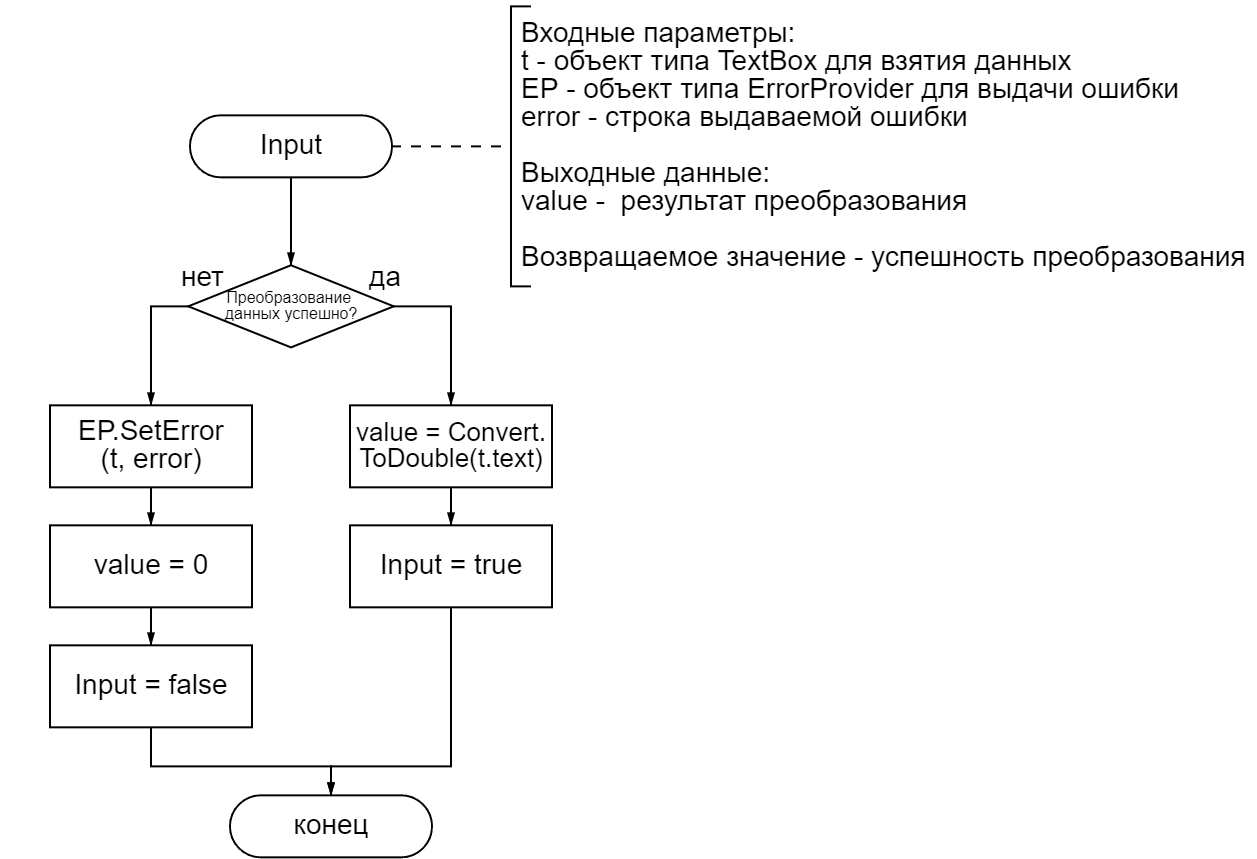 Входные параметры:
t - объект типа TextBox для взятия данных
EP - объект типа ErrorProvider для выдачи ошибки
error - строка выдаваемой ошибки
Выходные данные:
value - результат преобразования
Возвращаемое значение - успешность преобразования
Input
нет
да
Преобразование
данных успешно?
EP.SetError
(t, error)
value = Convert.
ToDouble(t.text)
value = 0
Input = true
Input = false
конец